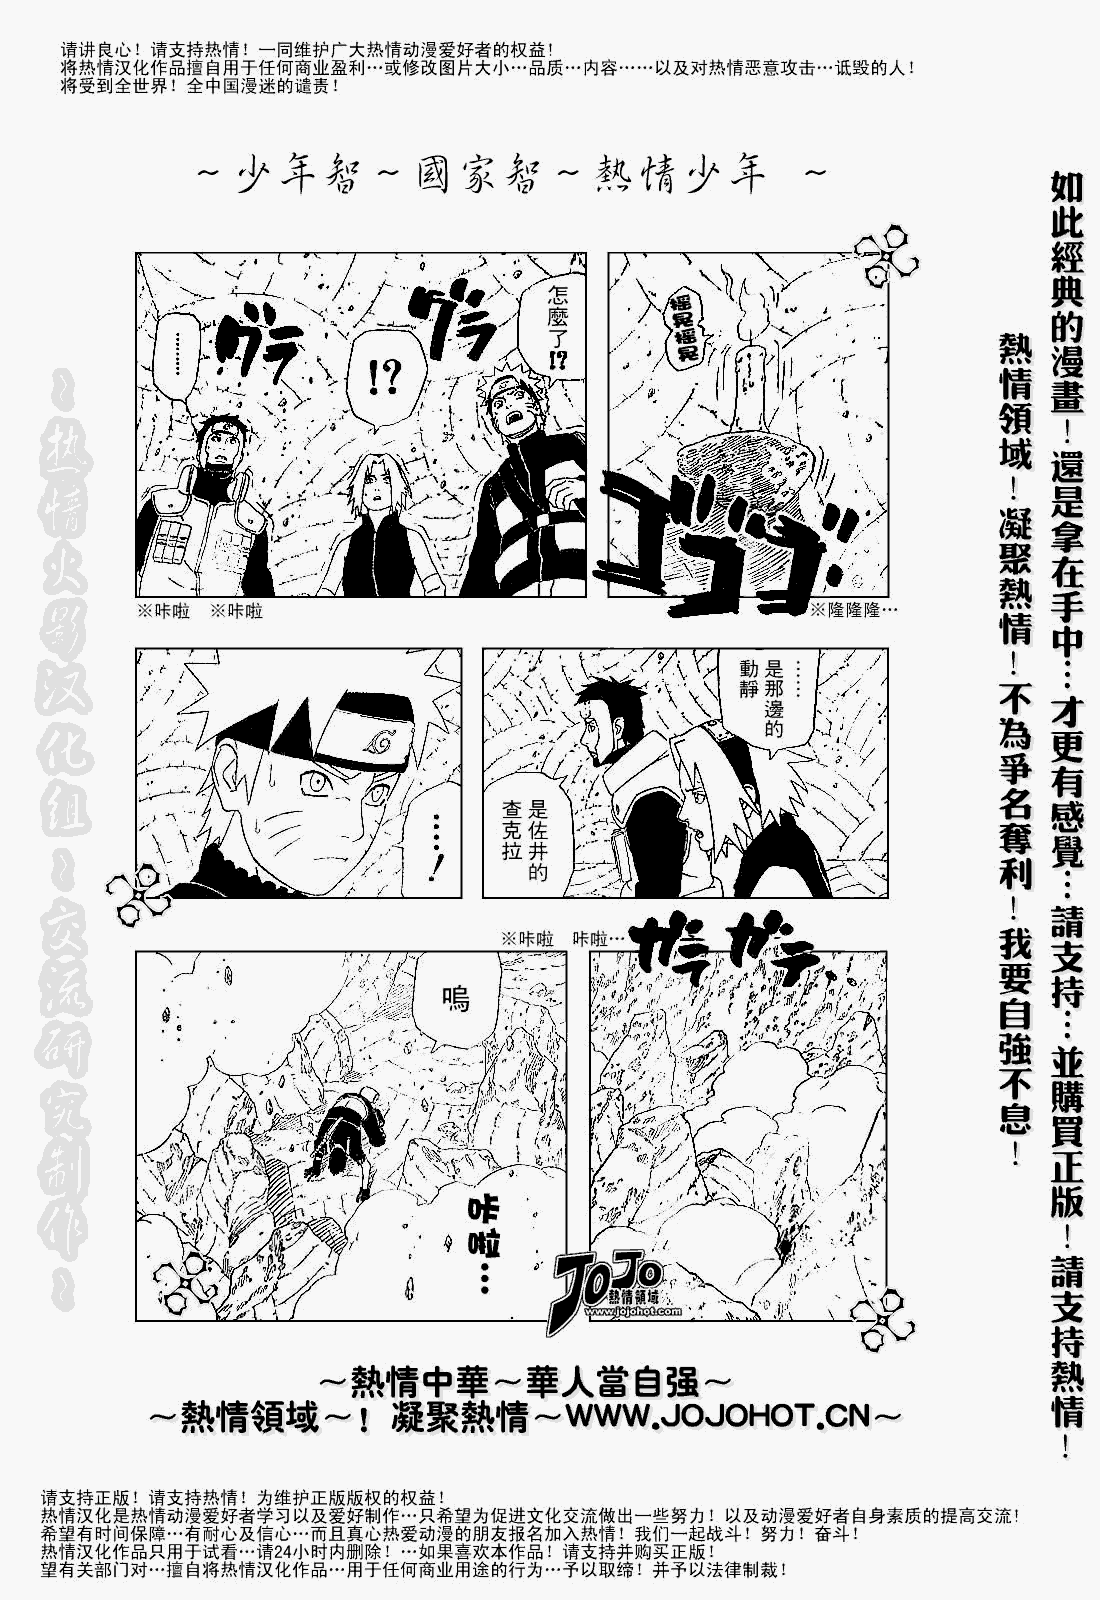 请讲良心！请支持热情！一同维护广大热情动漫爱好者的权益！
将热情汉化作品擅自用于任何商业盈利…或修改图片大小…品质…内容……以及对热情恶意攻击…诋毁的人！
将受到全世界！全中国漫迷的谴责！
～少年智～國家智～熱情少年 ～
如此經典的漫畫！還是拿在手中…才更有感覺…請支持…並購買正版！請支持熱情！
熱情領域！凝聚熱情！不為爭名奪利！我要自強不息！
～热情火影汉化组～交流研究制作～
搖晃搖晃
ゴゴゴ
※隆隆隆…
怎麼了!?
グラ
!?
グラ
………
※咔啦　※咔啦
……
是那邊的
動靜
是佐井的
查克拉
…… !
ガラ ガラ
※咔啦　咔啦…
嗚
咔啦…
JOJO
熱情領域
www.jojohot.com
～熱情中華～華人當自强～
～熱情領域～！凝聚熱情～WWW.JOJOHOT.CN～
请支持正版！请支持热情！为维护正版版权的权益！
热情汉化是热情动漫爱好者学习以及爱好制作…只希望为促进文化交流做出一些努力！以及动漫爱好者自身素质的提高交流！
希望有时间保障…有耐心及信心…而且真心热爱动漫的朋友报名加入热情！我们一起战斗！努力！奋斗！
热情汉化作品只用于试看…请24小时内删除！…如果喜欢本作品！请支持并购买正版！
望有关部门对…擅自将热情汉化作品…用于任何商业用途的行为…予以取缔！并予以法律制裁！